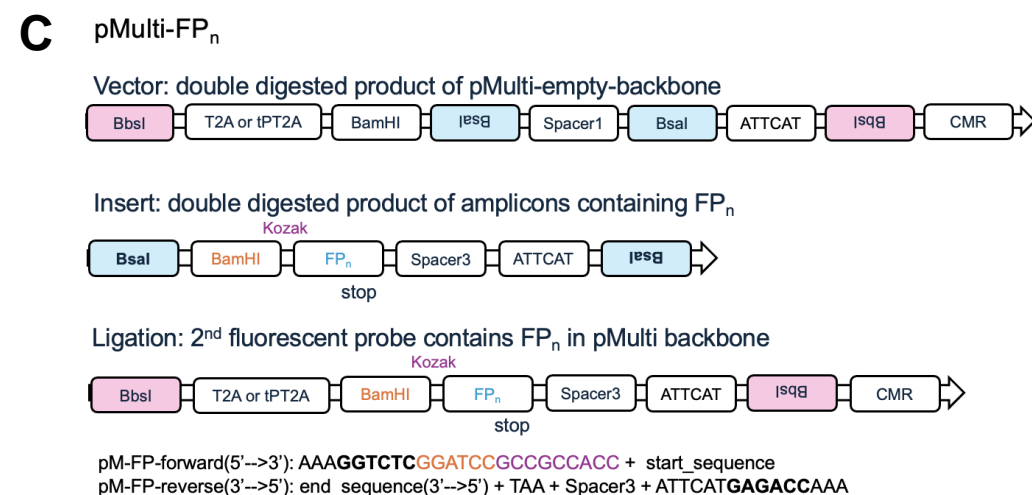 C pMulti-FPn
Vector: double digested product of pMulti-empty-backbone
BbsI T2A or tPT2A BamHI BsaI Spacer1 BsaI ATTCAT BbsI CMR
Insert: double digested product of amplicons containing FPn
Kozak
BsaI BamHI FPn Spacer3 ATTCAT BsaI
stop
Ligation: 2nd fluorescent probe contains FPn in pMulti backbone
Kozak
BbsI T2A or tPT2A BamHI FPn Spacer3 ATTCAT BbsI CMR
stop
pM-FP-forward(5'-->3'): AAAGGTCTCGGATCCGCCGCCACC + start_sequence
pM-FP-reverse(3'-->5'): end_sequence(3'-->5') + TAA + Spacer3 + ATTCATGAGACCAAA